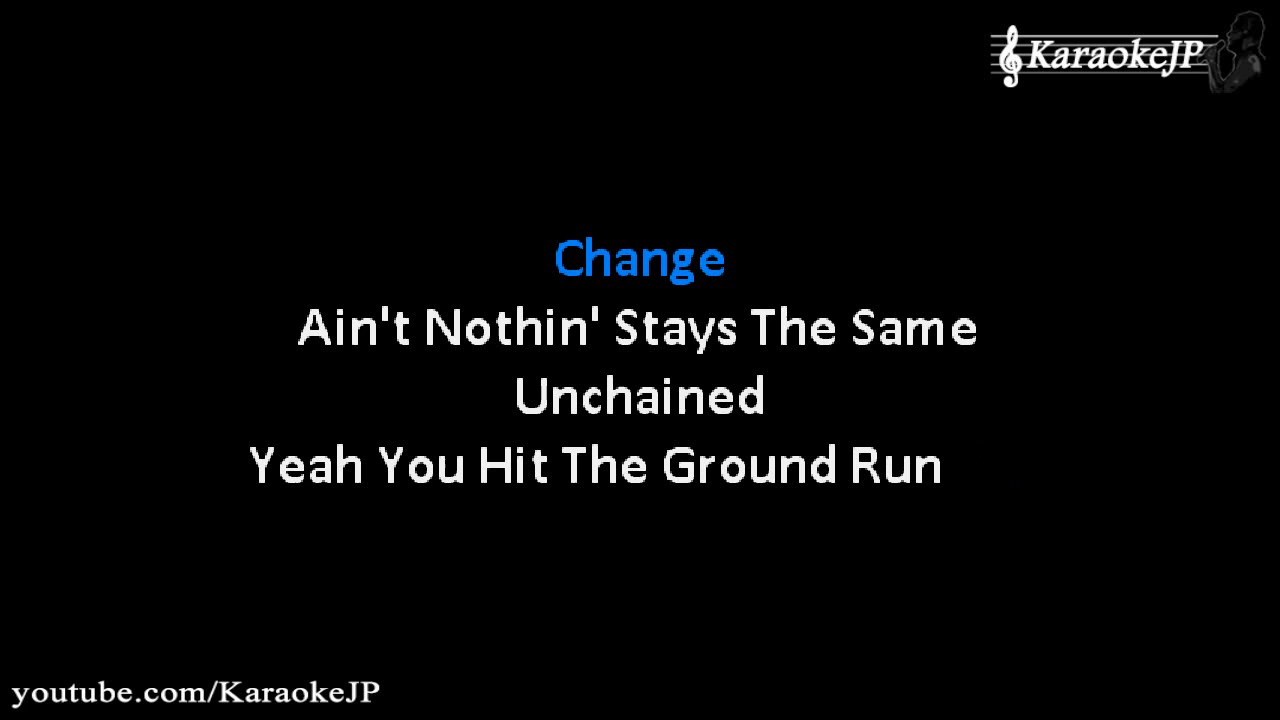 KaraokeJP
Change
Ain't Nothin' Stays The Same
Unchained
Yeah You Hit The Ground Run
youtube.com/KaraokeJP